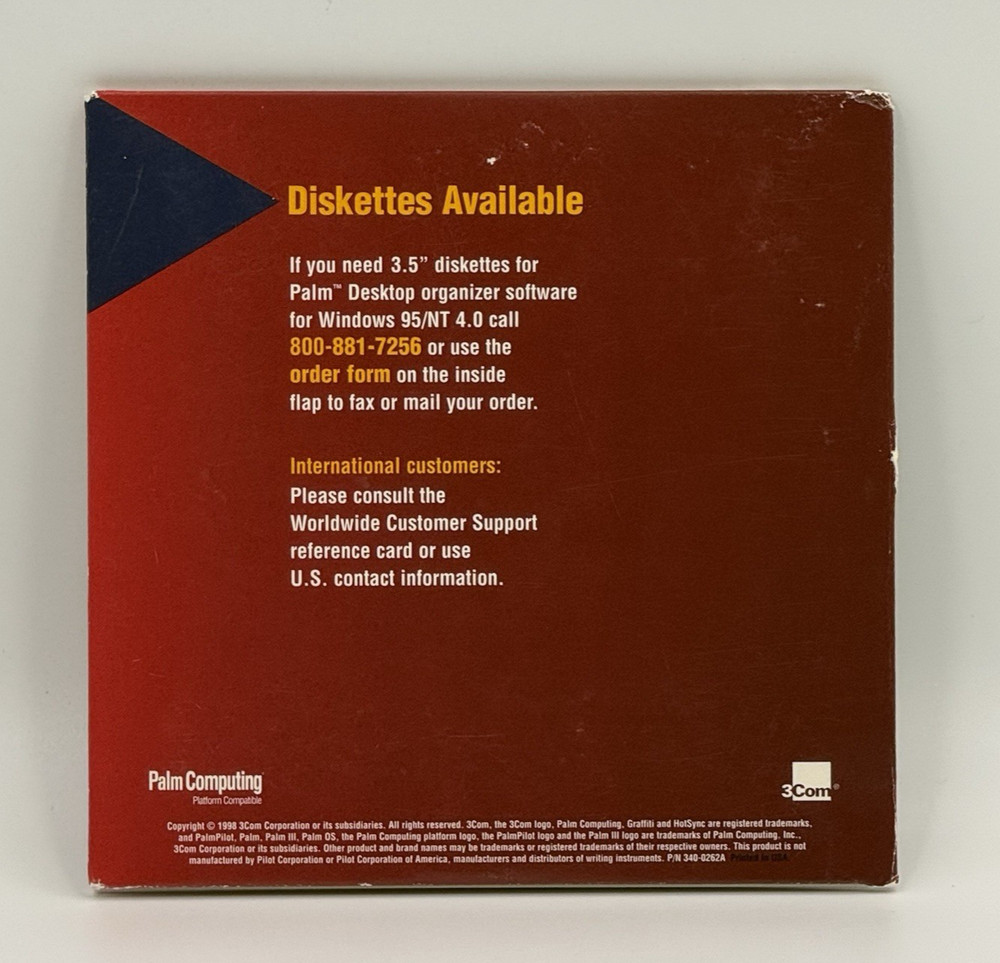 Diskettes Available
If you need 3.5” diskettes for
Palm™ Desktop organizer software
for Windows 95/NT 4.0 call
800-881-7256 or use the
order form on the inside
flap to fax or mail your order.
International customers:
Please consult the
Worldwide Customer Support
reference card or use
U.S. contact information.
Palm Computing
Platform Compatible
3Com®
Copyright © 1998 3Com Corporation or its subsidiaries. All rights reserved. 3Com, the 3Com logo, Palm Computing, Graffiti and HotSync are registered trademarks,
and PalmPilot, Palm, Palm III, Palm OS, the Palm Computing platform logo, the PalmPilot logo and the Palm III logo are trademarks of Palm Computing, Inc.,
3Com Corporation or its subsidiaries. Other product and brand names may be trademarks or registered trademarks of their respective owners. This product is not
manufactured by Pilot Corporation or Pilot Corporation of America, manufacturers and distributors of writing instruments. P/N 340-0262A Printed in USA.